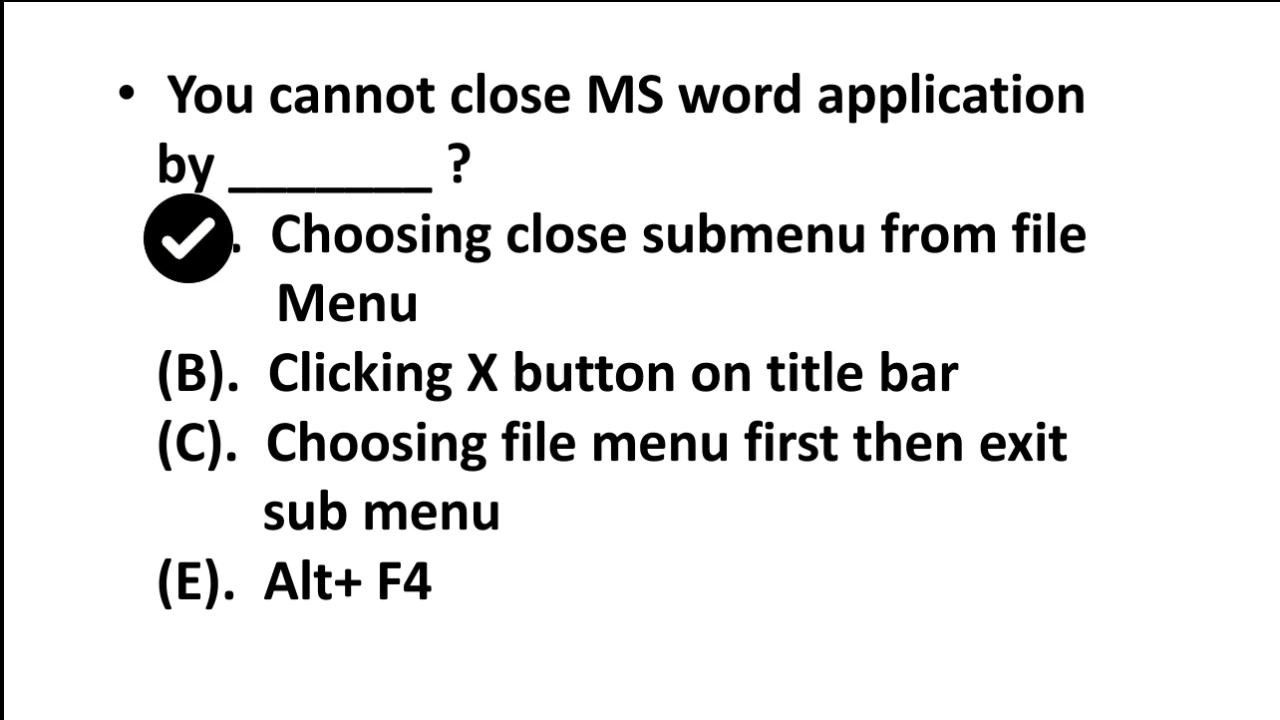 • You cannot close MS word application
by _______ ?
. Choosing close submenu from file
Menu
(B). Clicking X button on title bar
(C). Choosing file menu first then exit
sub menu
(E). Alt+ F4